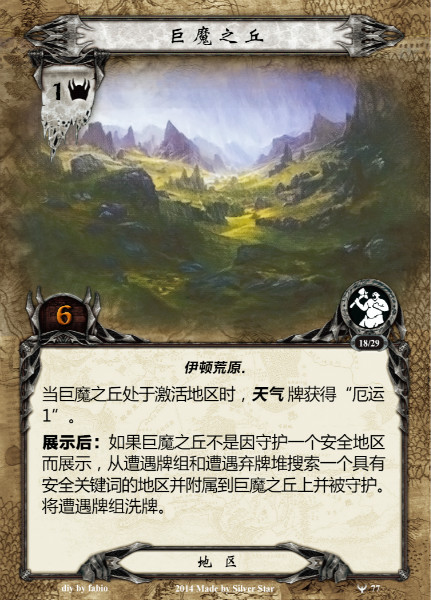 巨魔之丘
1
6
18/29
伊顿荒原.
当巨魔之丘处于激活地区时，天气 牌获得“厄运
1”。
展示后：如果巨魔之丘不是因守护一个安全地区
而展示，从遭遇牌组和遭遇弃牌堆搜索一个具有
安全关键词的地区并附属到巨魔之丘上并被守护。
将遭遇牌组洗牌。
地 区
diy by fabio 2014 Made by Silver Star 77